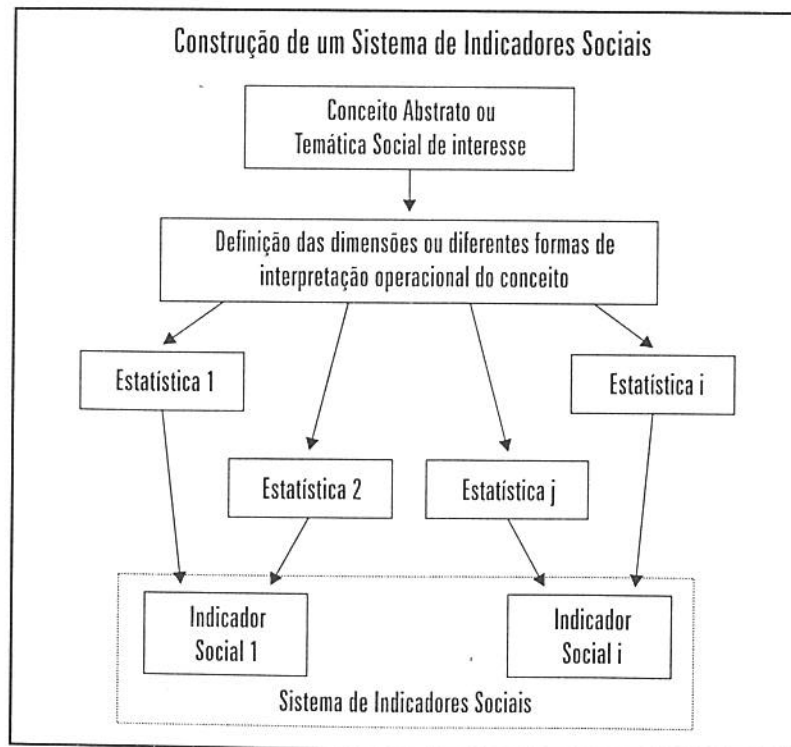 Construção de um Sistema de Indicadores Sociais
Conceito Abstrato ou
Temática Social de interesse
Definição das dimensões ou diferentes formas de
interpretação operacional do conceito
Estatística 1
Estatística i
Estatística 2
Estatística j
Indicador
Social 1
Indicador
Social i
Sistema de Indicadores Sociais